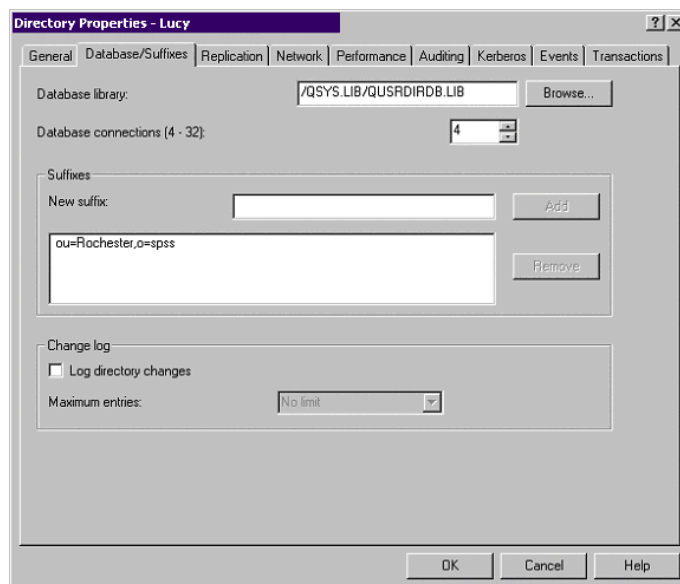 Directory Properties - Lucy
General Database/Suffixes Replication Network Performance Auditing Kerberos Events Transactions
Database library: /QSYS.LIB/QUSRDIRDB.LIB Browse...
Database connections (4 - 32): 4
Suffixes
New suffix: Add
ou=Rochester,o=spss
Remove
Change log
Log directory changes
Maximum entries: No limit
OK Cancel Help